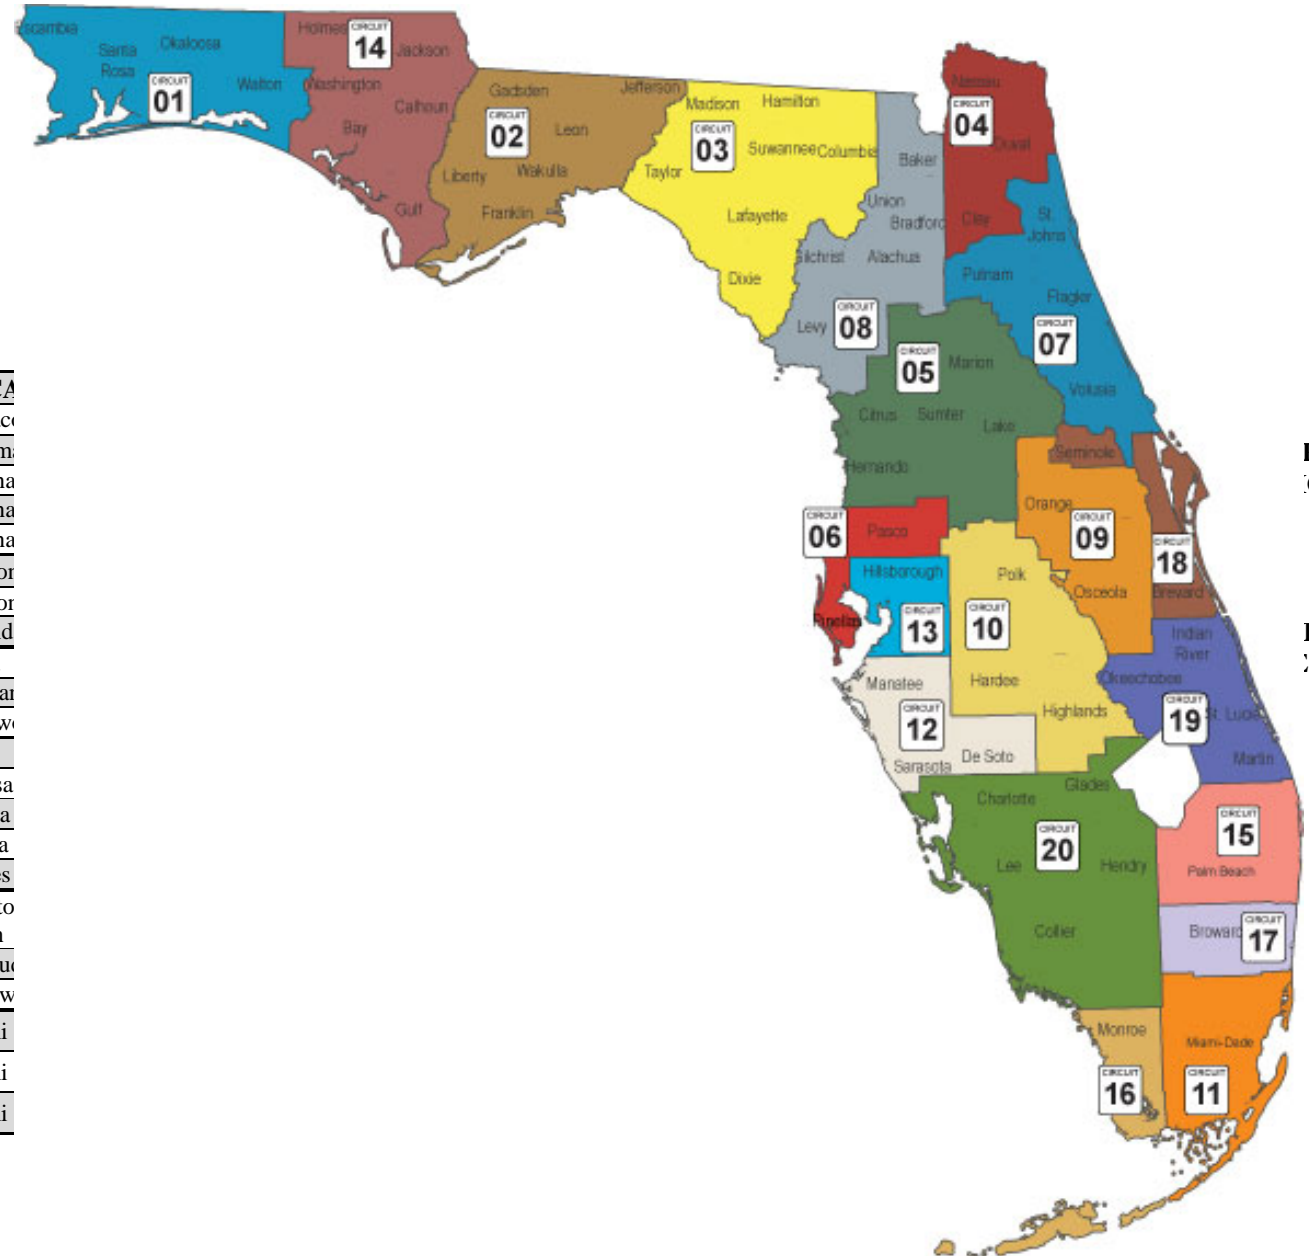 Escambia
Santa
Rosa
Okaloosa
Walton
CIRCUIT
01
Holmes
CIRCUIT
14
Jackson
Washington
Calhoun
Bay
Gulf
Gadsden
Jefferson
CIRCUIT
02
Leon
Liberty
Wakulla
Franklin
Madison
Hamilton
CIRCUIT
03
Suwannee
Columbia
Taylor
Lafayette
Dixie
Nassau
CIRCUIT
04
Duval
Clay
Baker
Union
Bradford
Gilchrist
Alachua
Levy
CIRCUIT
08
St.
Johns
Putnam
Flagler
CIRCUIT
07
Volusia
CIRCUIT
05
Marion
Citrus
Sumter
Lake
Hernando
Seminole
Orange
CIRCUIT
09
Osceola
CIRCUIT
18
Brevard
CIRCUIT
06
Pasco
Pinellas
Hillsborough
CIRCUIT
13
Polk
CIRCUIT
10
Hardee
Highlands
Indian
River
Okeechobee
CIRCUIT
19
St. Lucie
Martin
Manatee
CIRCUIT
12
Sarasota
De Soto
Charlotte
Glades
CIRCUIT
20
Lee
Hendry
Collier
CIRCUIT
15
Palm Beach
Broward
CIRCUIT
17
Monroe
CIRCUIT
16
Miami-Dade
CIRCUIT
11